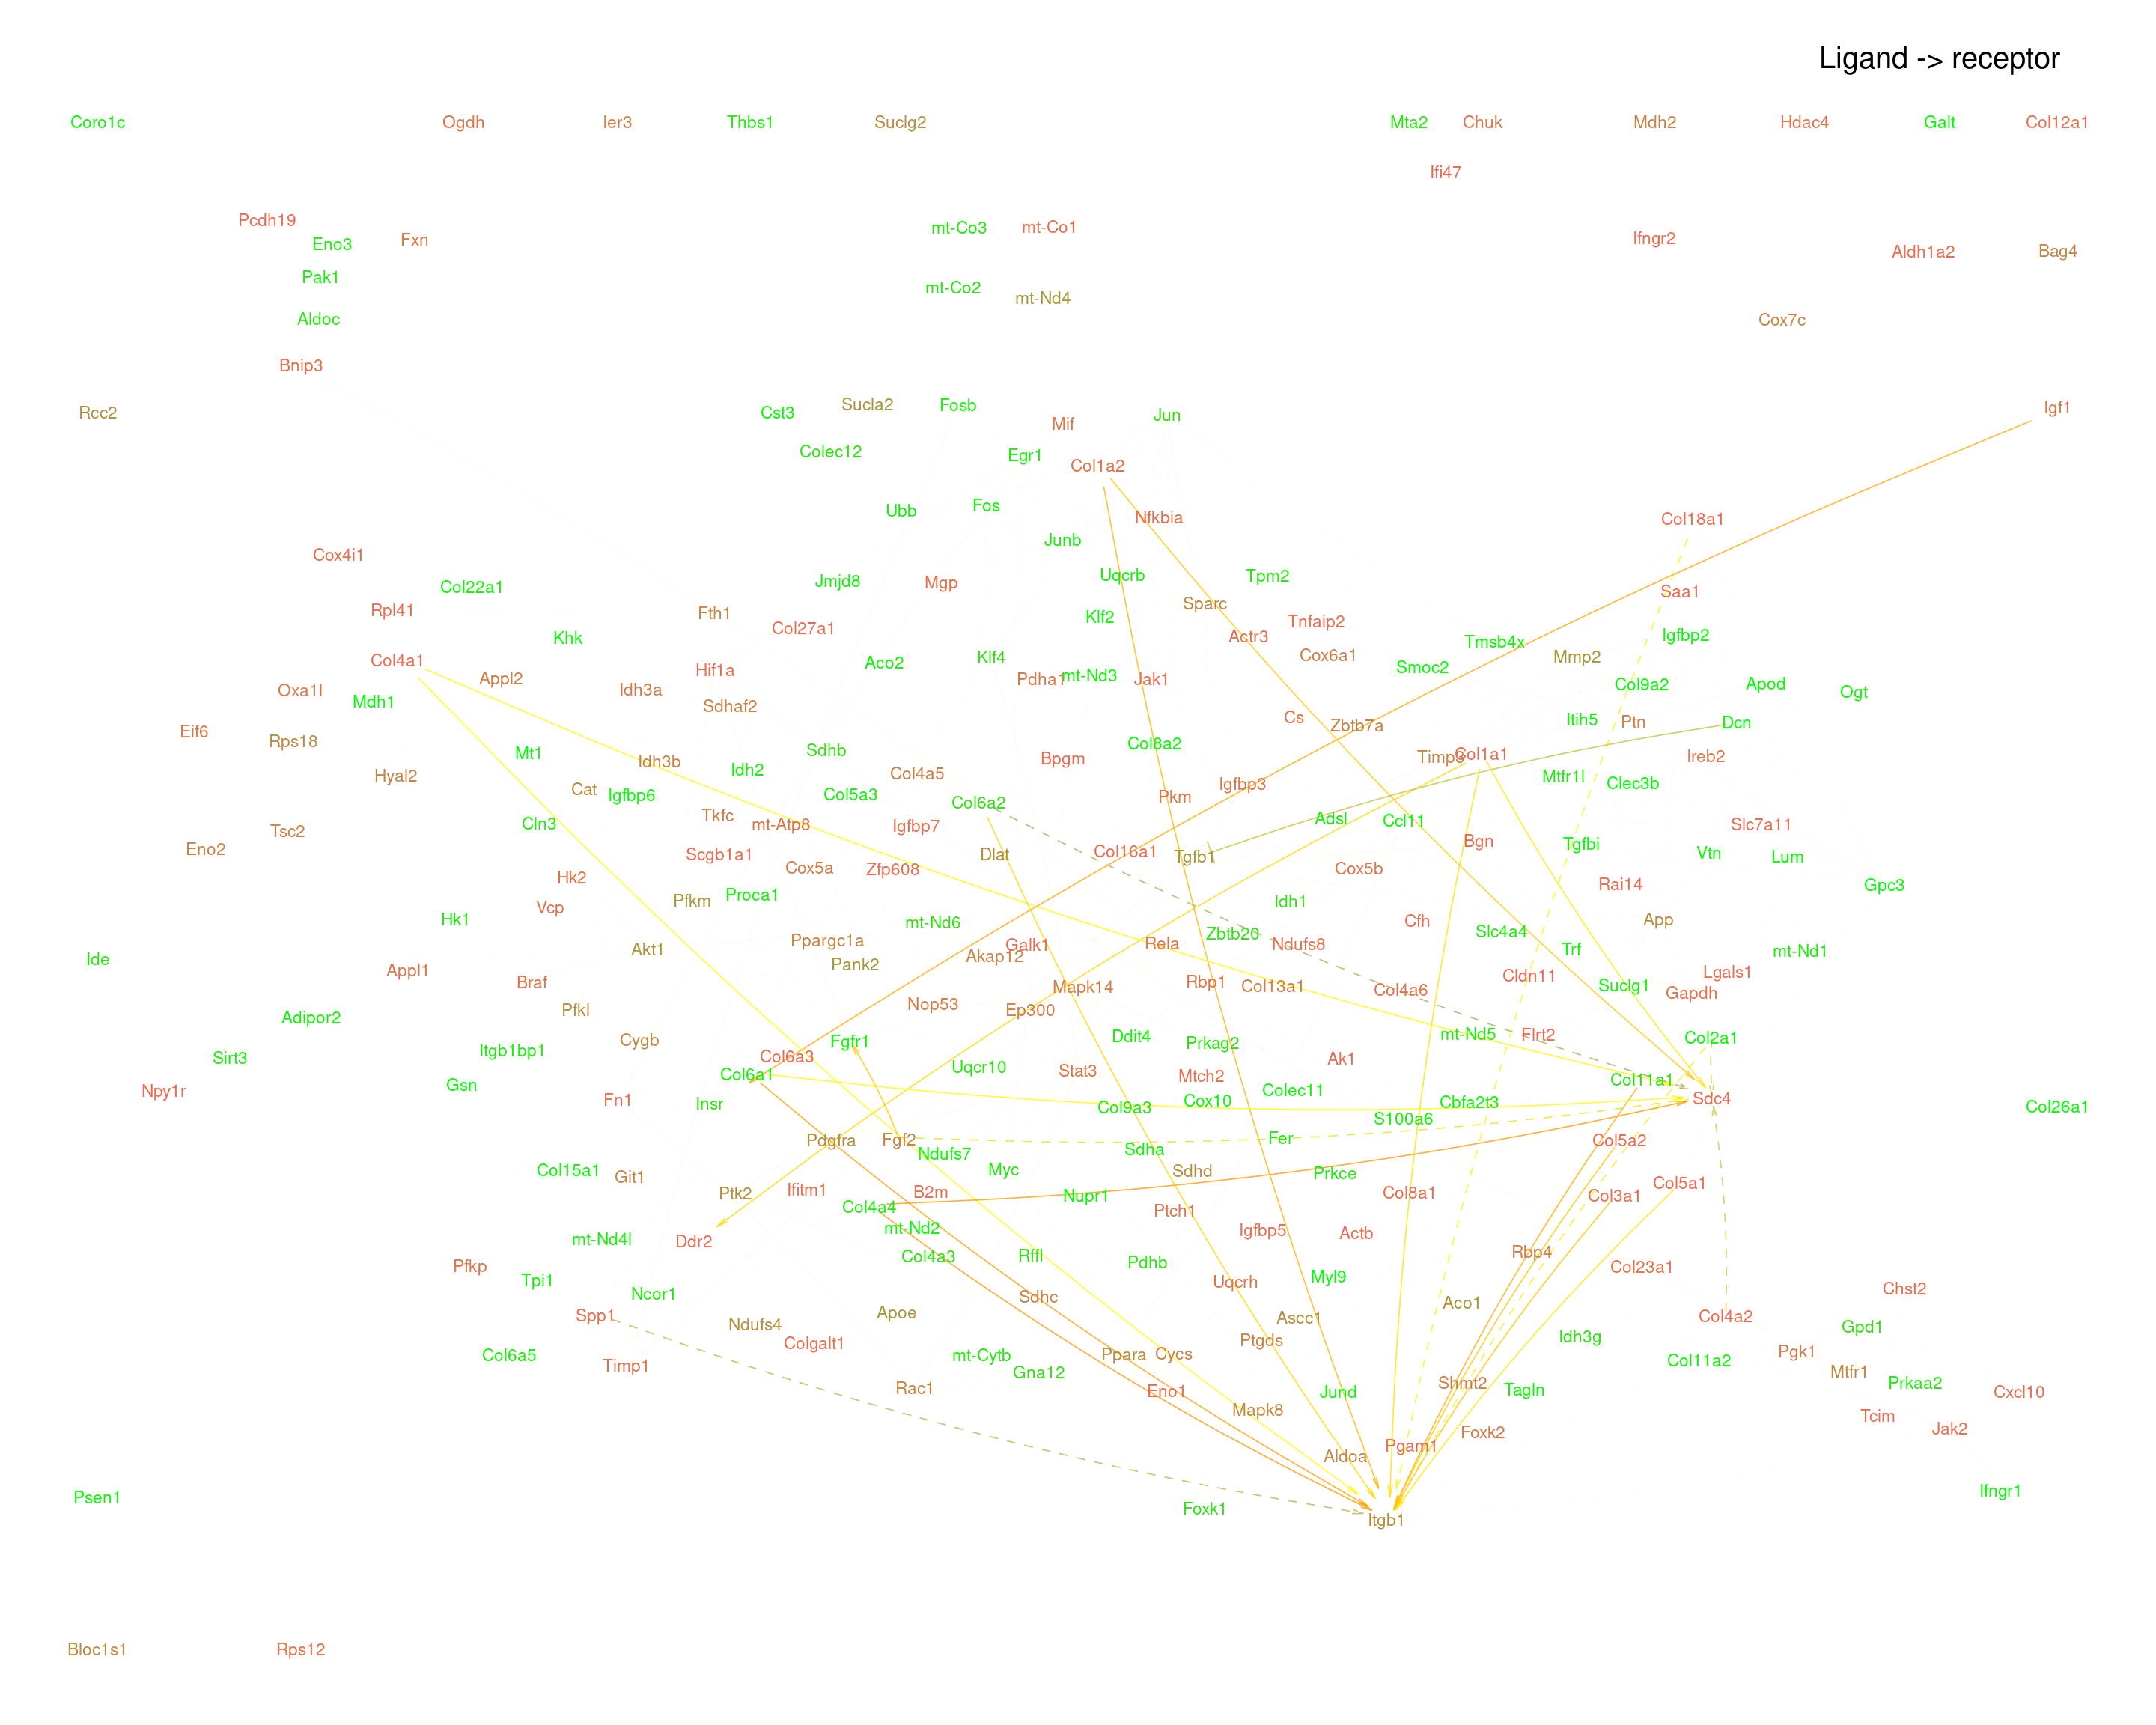 Ligand -> receptor
Coro1c Ogdh Ier3 Thbs1 Suclg2 Mta2 Chuk Mdh2 Hdac4 Galt Col12a1
Ifi47
Pcdh19
mt-Co3 mt-Co1
Eno3 Fxn Ifngr2
Aldh1a2 Bag4
Pak1
mt-Co2 mt-Nd4
Aldoc Cox7c
Bnip3
Rcc2 Cst3 Sucla2 Fosb Jun Igf1
Mif
Colec12 Egr1
Col1a2
Ubb Fos
Nfkbia Col18a1
Junb
Cox4i1
Uqcrb Tpm2
Col22a1 Jmjd8 Mgp
Saa1
Rpl41 Fth1 Klf2 Sparc
Col27a1 Tnfaip2
Khk Actr3 Tmsb4x Igfbp2
Col4a1 Aco2 Klf4 Cox6a1 Mmp2
Hif1a Smoc2
Oxa1l Appl2 Idh3a Pdha1 mt-Nd3 Jak1 Col9a2 Apod Ogt
Mdh1 Sdhaf2
Eif6 Cs Zbtb7a Itih5 Ptn Dcn
Rps18 Mt1 Sdhb Col8a2
Idh3b Bpgm Timp3 Col1a1 Ireb2
Hyal2 Idh2 Col4a5
Cat Igfbp6 Col5a3 Col6a2 Pkm Igfbp3 Mtfr1l Clec3b
Tsc2 Cln3 Tkfc mt-Atp8 Igfbp7 Adsl Ccl11 Slc7a11
Eno2 Scgb1a1 Dlat Col16a1 Tgfb1 Bgn Tgfbi Vtn Lum
Hk2 Cox5a Zfp608 Cox5b Rai14 Gpc3
Vcp Pfkm Proca1 Idh1
Hk1 mt-Nd6 Zbtb20 Cfh Slc4a4 App
Ide Akt1 Ppargc1a Galk1 Rela Ndufs8 Trf mt-Nd1
Appl1 Pank2 Akap12
Braf Mapk14 Rbp1 Col13a1 Col4a6 Cldn11 Suclg1 Lgals1
Gapdh
Adipor2 Pfkl Nop53 Ep300
Cygb Fgfr1 Ddit4 Prkag2 mt-Nd5 Flrt2 Col2a1
Sirt3 Itgb1bp1 Col6a3 Ak1
Npy1r Gsn Col6a1 Uqcr10 Stat3 Mtch2 Colec11 Col11a1
Fn1 Insr Col9a3 Cox10 Cbfa2t3 Sdc4 Col26a1
S100a6
Pdgfra Fgf2 Ndufs7 Sdha Fer Col5a2
Col15a1 Git1 Myc Sdhd Prkce
Ptk2 Ifitm1 B2m Nupr1 Col8a1 Col3a1 Col5a1
Col4a4 Ptch1
mt-Nd4l Ddr2 mt-Nd2 Igfbp5 Actb
Pfkp Col4a3 Rffl Pdhb Rbp4 Col23a1
Tpi1 Ncor1 Uqcrh Myl9 Chst2
Spp1 Ndufs4 Apoe Sdhc Ascc1 Aco1 Col4a2
Gpd1
Col6a5 Timp1 Colgalt1 mt-Cytb Ppara Cycs Ptgds Idh3g Col11a2 Pgk1
Gna12 Mtfr1
Rac1 Eno1 Jund Shmt2 Tagln Prkaa2 Cxcl10
Mapk8 Tcim
Foxk2 Jak2
Aldoa Pgam1
Psen1 Foxk1 Itgb1 Ifngr1
Bloc1s1 Rps12